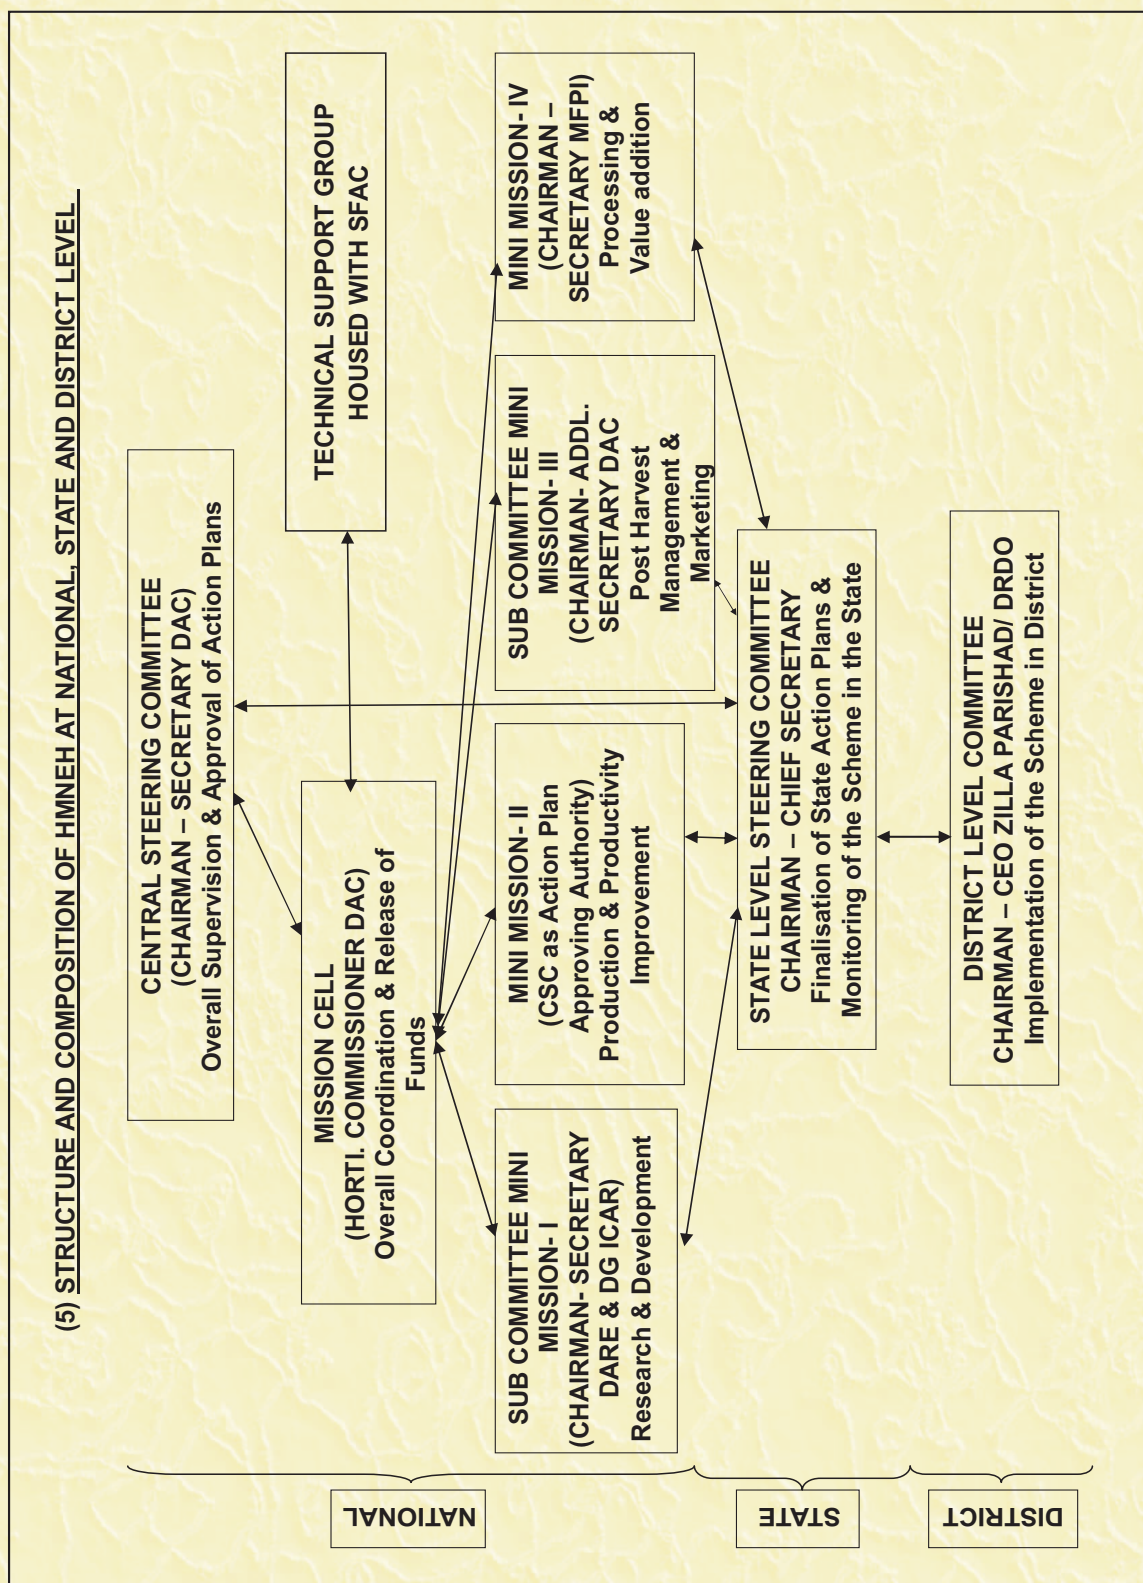 (5) STRUCTURE AND COMPOSITION OF HMNEH AT NATIONAL, STATE AND DISTRICT LEVEL
CENTRAL STEERING COMMITTEE
(CHAIRMAN – SECRETARY DAC)
Overall Supervision & Approval of Action Plans
MISSION CELL
(HORTI. COMMISSIONER DAC)
Overall Coordination & Release of
Funds
TECHNICAL SUPPORT GROUP
HOUSED WITH SFAC
SUB COMMITTEE MINI
MISSION- I
(CHAIRMAN- SECRETARY
DARE & DG ICAR)
Research & Development
MINI MISSION- II
(CSC as Action Plan
Approving Authority)
Production & Productivity
Improvement
SUB COMMITTEE MINI
MISSION- III
(CHAIRMAN- ADDL.
SECRETARY DAC
Post Harvest
Management &
Marketing
MINI MISSION- IV
(CHAIRMAN –
SECRETARY MFPI)
Processing &
Value addition
STATE LEVEL STEERING COMMITTEE
CHAIRMAN – CHIEF SECRETARY
Finalisation of State Action Plans &
Monitoring of the Scheme in the State
DISTRICT LEVEL COMMITTEE
CHAIRMAN – CEO ZILLA PARISHAD/ DRDO
Implementation of the Scheme in District
NATIONAL
STATE
DISTRICT